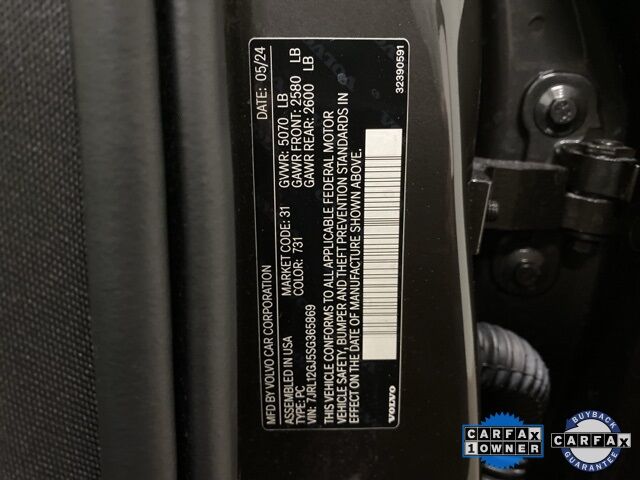 MFD BY VOLVO CAR CORPORATION DATE: 05/24
ASSEMBLED IN USA MARKET CODE: 31 GVWR: 5070 LB
TYPE: PC COLOR: 731 GAWR FRONT: 2580 LB
VIN: 7JRL12GJ5SG365869 GAWR REAR: 2600 LB
THIS VEHICLE CONFORMS TO ALL APPLICABLE FEDERAL MOTOR
VEHICLE SAFETY, BUMPER AND THEFT PREVENTION STANDARDS IN
EFFECT ON THE DATE OF MANUFACTURE SHOWN ABOVE.
VOLVO 32390591
CARFAX
1 OWNER
BUYBACK
CARFAX
GUARANTEE